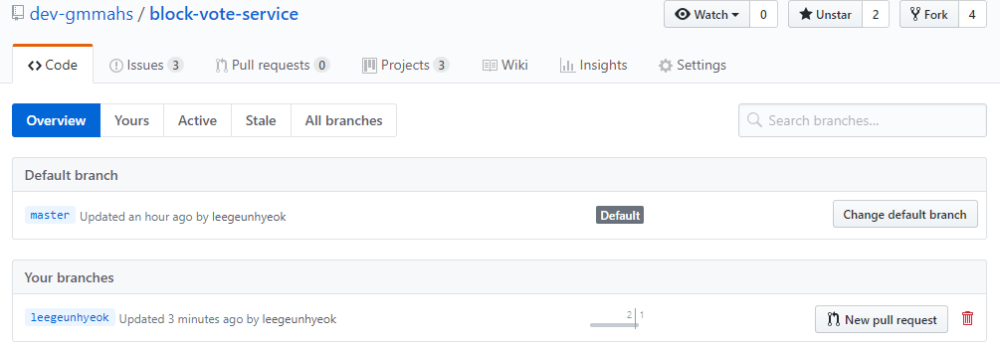 dev-gmmahs / block-vote-service Watch 0 Unstar 2 Fork 4
Code Issues 3 Pull requests 0 Projects 3 Wiki Insights Settings
Overview Yours Active Stale All branches Search branches...
Default branch
master Updated an hour ago by leegeunhyeok Default Change default branch
Your branches
leegeunhyeok Updated 3 minutes ago by leegeunhyeok 2 1 New pull request